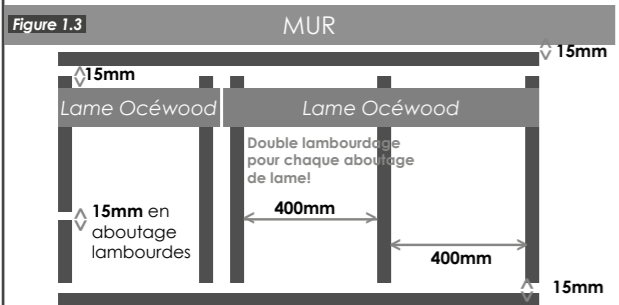 Figure 1.3
MUR
15mm
15mm
Lame Océwood
Lame Océwood
Double lambourdage
pour chaque aboutage
de lame!
400mm
15mm en
aboutage
lambourdes
400mm
15mm